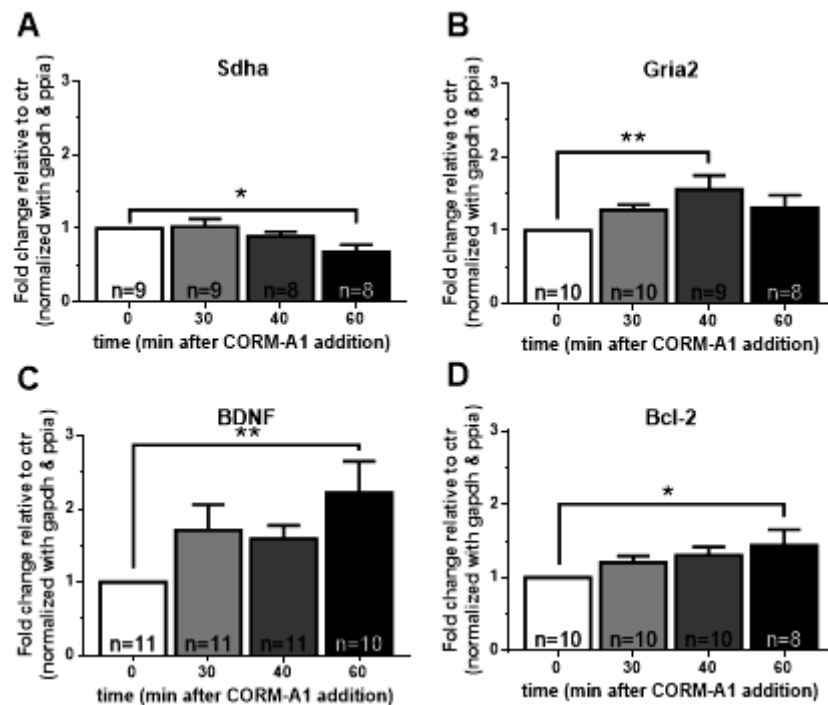 A
Sdha
Fold change relative to ctr
(normalized with gapdh & ppia)
3
2
1
0
*
n=9
n=9
n=8
n=8
0
30
40
60
time (min after CORM-A1 addition)
B
Gria2
Fold change relative to ctr
(normalized with gapdh & ppia)
3
2
1
0
**
n=10
n=10
n=9
n=8
0
30
40
60
time (min after CORM-A1 addition)
C
BDNF
Fold change relative to ctr
(normalized with gapdh & ppia)
3
2
1
0
**
n=11
n=11
n=11
n=10
0
30
40
60
time (min after CORM-A1 addition)
D
Bcl-2
Fold change relative to ctr
(normalized with gapdh & ppia)
3
2
1
0
*
n=10
n=10
n=10
n=8
0
30
40
60
time (min after CORM-A1 addition)